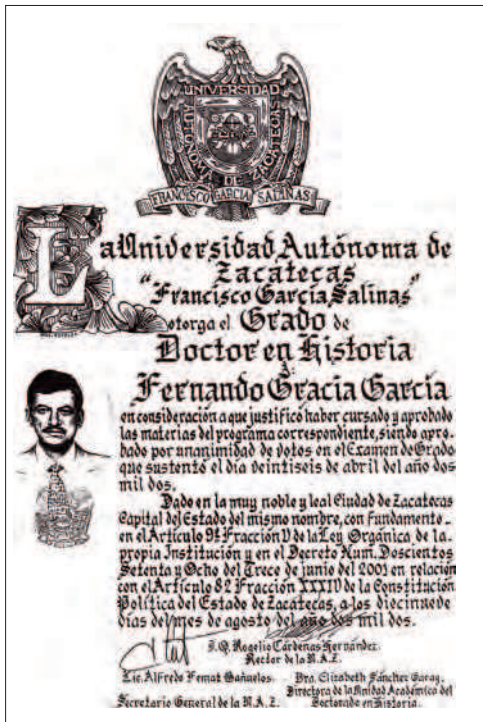 UNIVERSIDAD
AUTONOMA DE ZACATECAS
FRANCISCO GARCIA SALINAS
La Universidad Autónoma de
Zacatecas
"Francisco García Salinas"
otorga el Grado de
Doctor en Historia
A:
Fernando Gracia García
en consideración a que justifico haber cursado y aprobado
las materias del programa correspondiente, siendo apro-
bado por unanimidad de votos en el Examen de Grado
que sustentó el día veintiseis de abril del año dos
mil dos.
Dado en la muy noble y leal Ciudad de Zacatecas
Capital del Estado del mismo nombre, con fundamento
en el Artículo 9º Fracción V de la Ley Orgánica de la
propia Institución y en el Decreto Num. Doscientos
Setenta y Ocho del Trece de junio del 2001 en relación
con el Artículo 82 Fracción XXXIV de la Constitución
Política del Estado de Zacatecas, a los diecinueve
días del mes de agosto del año dos mil dos.
I.Q. Rogelio Cárdenas Hernández.
Rector de la U.A.Z.
Lic. Alfredo Femat Bañuelos.
Secretario General de la U.A.Z.
Dra. Elizabeth Sánchez Garay.
Directora de la Unidad Académica del
Doctorado en Historia.